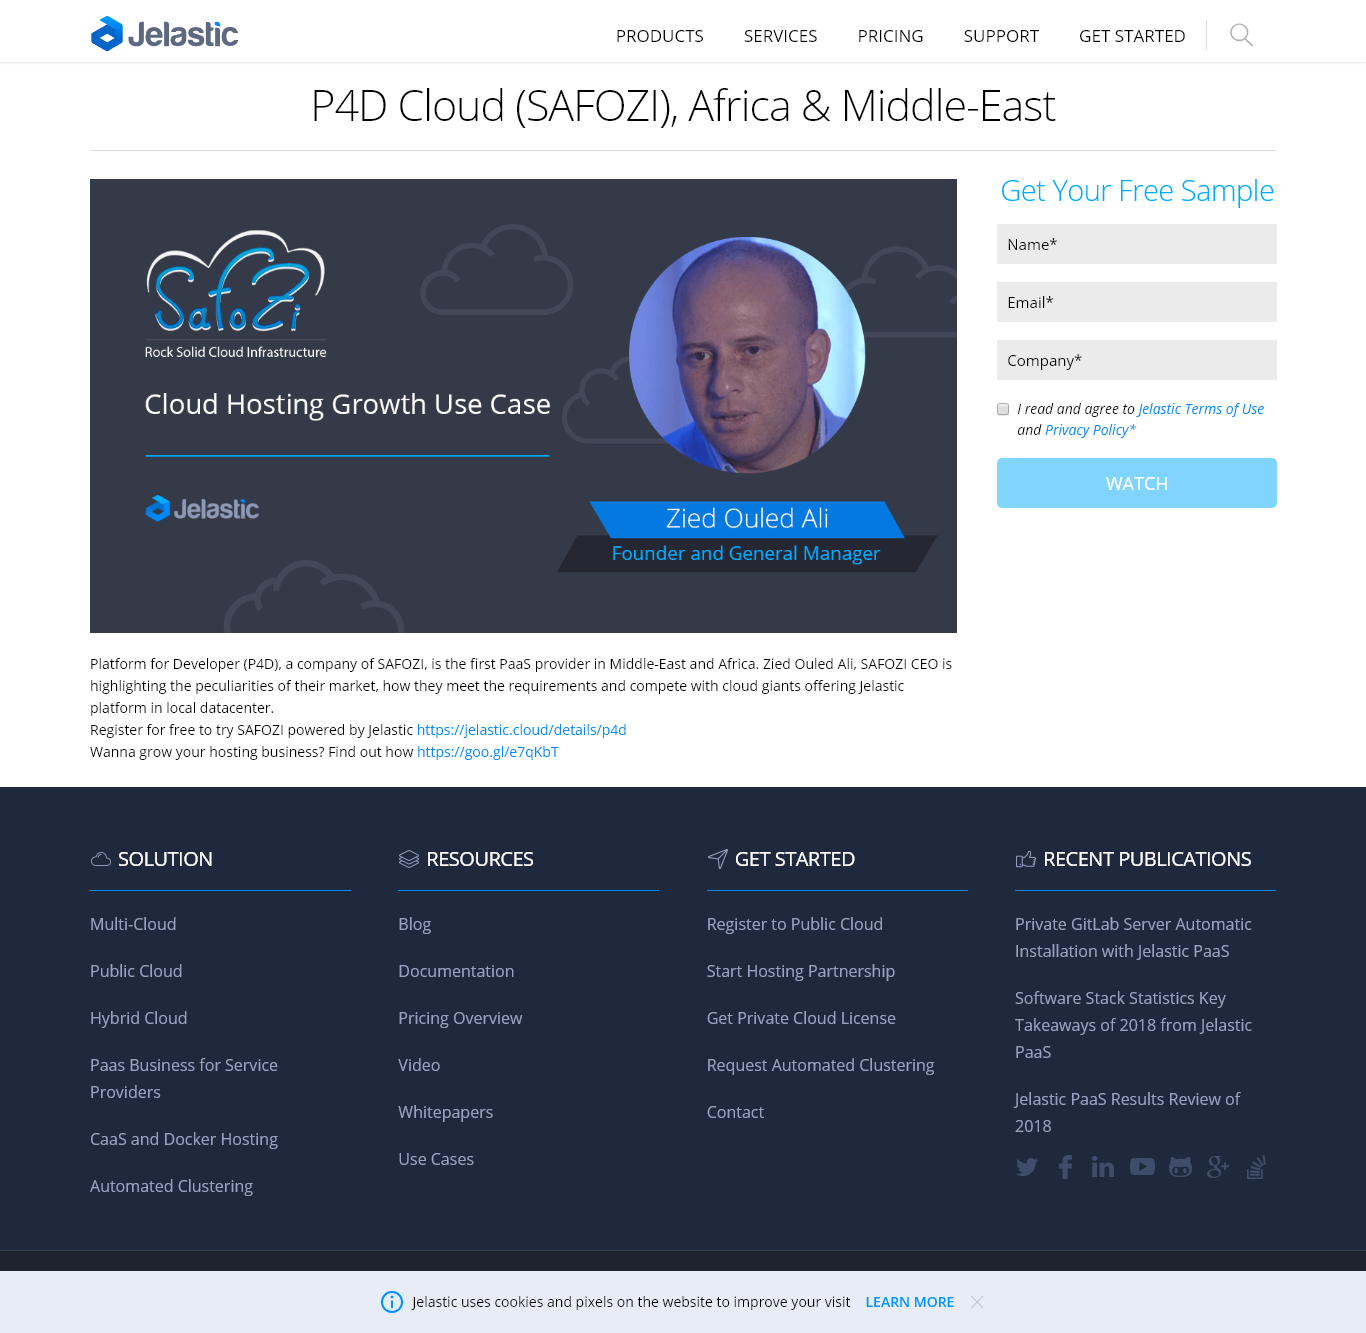 Jelastic
PRODUCTS
SERVICES
PRICING
SUPPORT
GET STARTED
P4D Cloud (SAFOZI), Africa & Middle-East
SafoZi
Rock Solid Cloud Infrastructure
Cloud Hosting Growth Use Case
Jelastic
Zied Ouled Ali
Founder and General Manager
Get Your Free Sample
Name*
Email*
Company*
I read and agree to Jelastic Terms of Use
and Privacy Policy*
WATCH
Platform for Developer (P4D), a company of SAFOZI, is the first PaaS provider in Middle-East and Africa. Zied Ouled Ali, SAFOZI CEO is
highlighting the peculiarities of their market, how they meet the requirements and compete with cloud giants offering Jelastic
platform in local datacenter.
Register for free to try SAFOZI powered by Jelastic https://jelastic.cloud/details/p4d
Wanna grow your hosting business? Find out how https://goo.gl/e7qKbT
SOLUTION
Multi-Cloud
Public Cloud
Hybrid Cloud
Paas Business for Service
Providers
CaaS and Docker Hosting
Automated Clustering
RESOURCES
Blog
Documentation
Pricing Overview
Video
Whitepapers
Use Cases
GET STARTED
Register to Public Cloud
Start Hosting Partnership
Get Private Cloud License
Request Automated Clustering
Contact
RECENT PUBLICATIONS
Private GitLab Server Automatic
Installation with Jelastic PaaS
Software Stack Statistics Key
Takeaways of 2018 from Jelastic
PaaS
Jelastic PaaS Results Review of
2018
Jelastic uses cookies and pixels on the website to improve your visit LEARN MORE